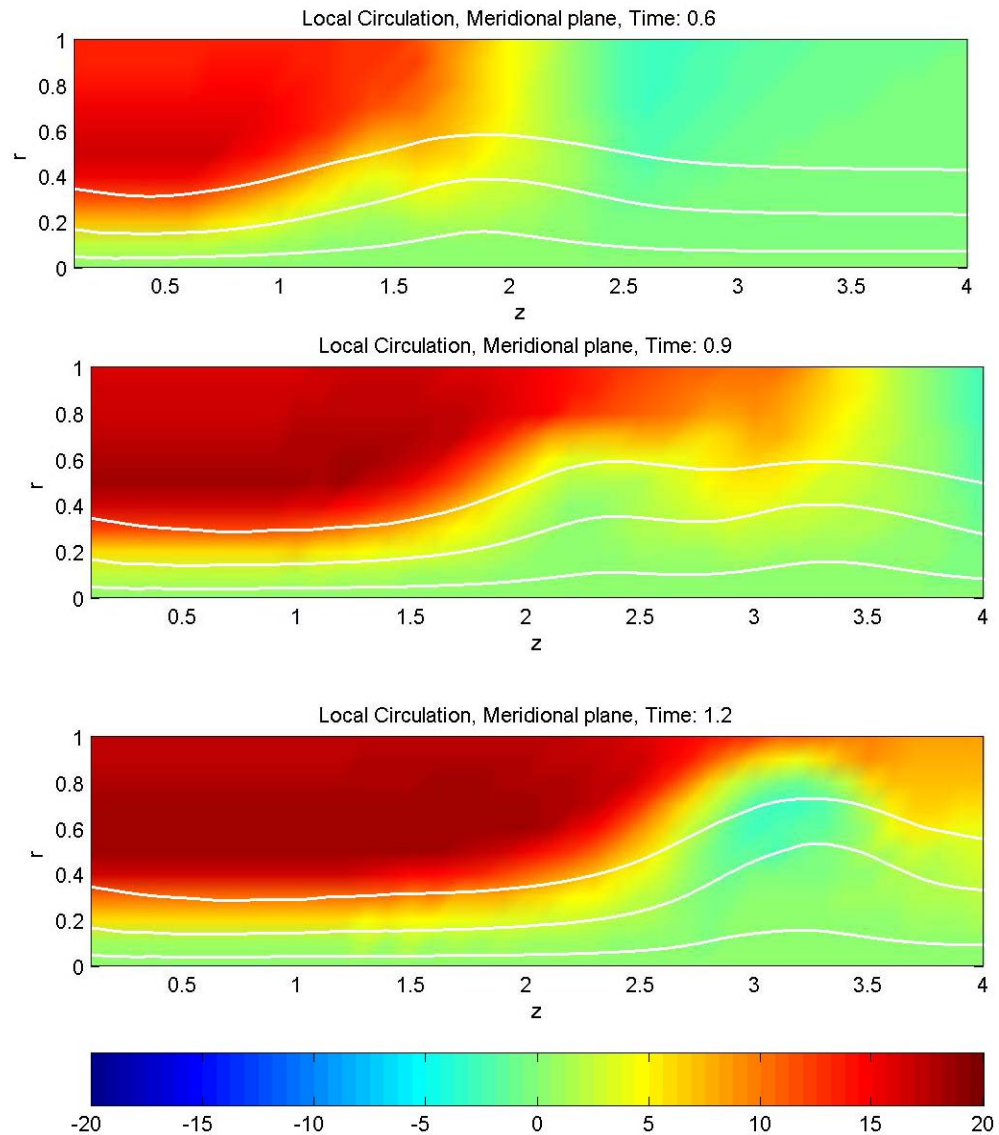 Local Circulation, Meridional plane, Time: 0.6
1
0.8
0.6
0.4
0.2
0
r
0.5 1 1.5 2 2.5 3 3.5 4
z
Local Circulation, Meridional plane, Time: 0.9
1
0.8
0.6
0.4
0.2
0
r
0.5 1 1.5 2 2.5 3 3.5 4
z
Local Circulation, Meridional plane, Time: 1.2
1
0.8
0.6
0.4
0.2
0
r
0.5 1 1.5 2 2.5 3 3.5 4
z
-20 -15 -10 -5 0 5 10 15 20